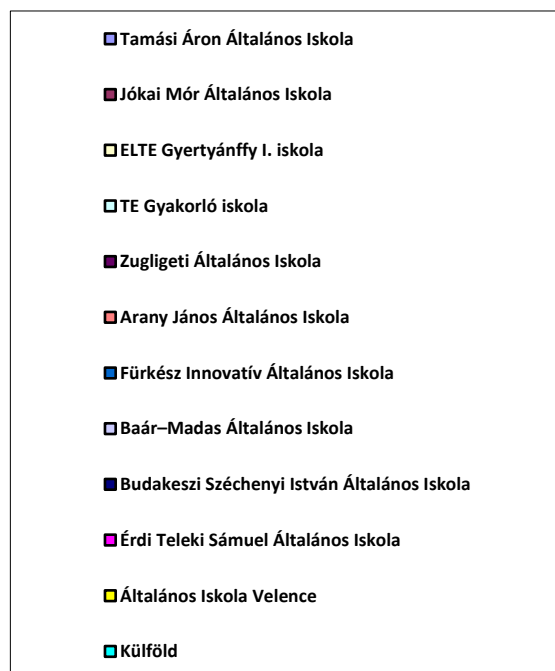 Tamási Áron Általános Iskola
Jókai Mór Általános Iskola
ELTE Gyertyánffy I. iskola
TE Gyakorló iskola
Zugligeti Általános Iskola
Arany János Általános Iskola
Fürkész Innovatív Általános Iskola
Baár–Madas Általános Iskola
Budakeszi Széchenyi István Általános Iskola
Érdi Teleki Sámuel Általános Iskola
Általános Iskola Velence
Külföld